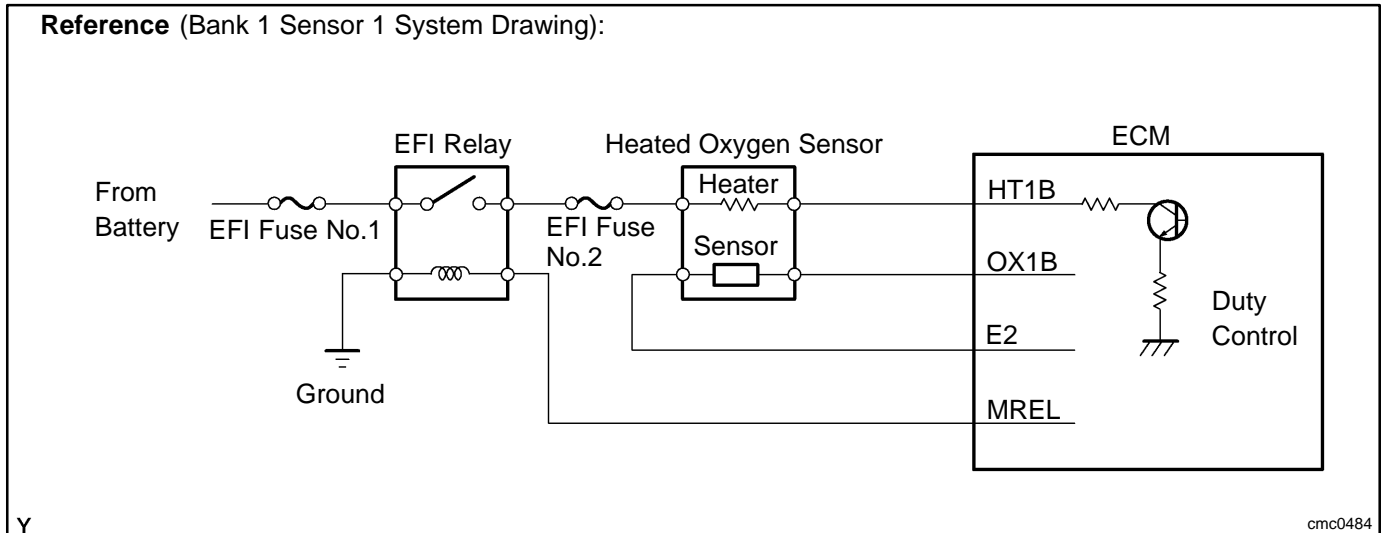 Reference (Bank 1 Sensor 1 System Drawing):
EFI Relay
Heated Oxygen Sensor
ECM
From
Battery
EFI Fuse No.1
EFI Fuse
No.2
Heater
Sensor
HT1B
OX1B
E2
MREL
Duty
Control
Ground
Y
cmc0484